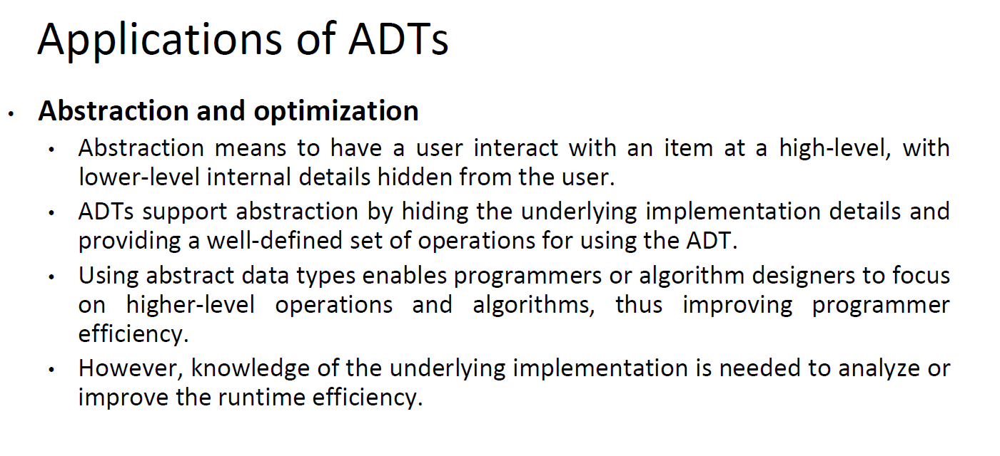 Applications of ADTs
• Abstraction and optimization
• Abstraction means to have a user interact with an item at a high-level, with
lower-level internal details hidden from the user.
• ADTs support abstraction by hiding the underlying implementation details and
providing a well-defined set of operations for using the ADT.
• Using abstract data types enables programmers or algorithm designers to focus
on higher-level operations and algorithms, thus improving programmer
efficiency.
• However, knowledge of the underlying implementation is needed to analyze or
improve the runtime efficiency.